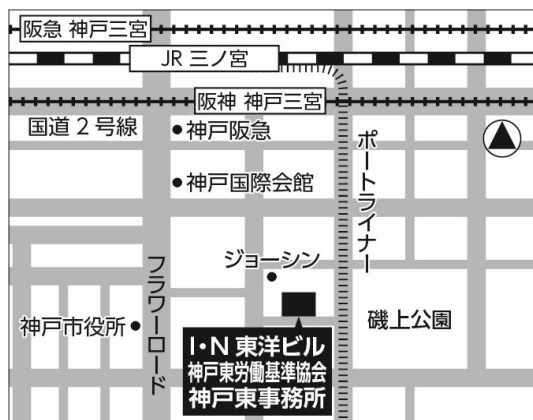 阪急 神戸三宮
JR 三ノ宮
阪神 神戸三宮
国道2号線
神戸阪急
神戸国際会館
ポートライナー
ジョーシン
フラワーロード
神戸市役所
磯上公園
I・N 東洋ビル
神戸東労働基準協会
神戸東事務所